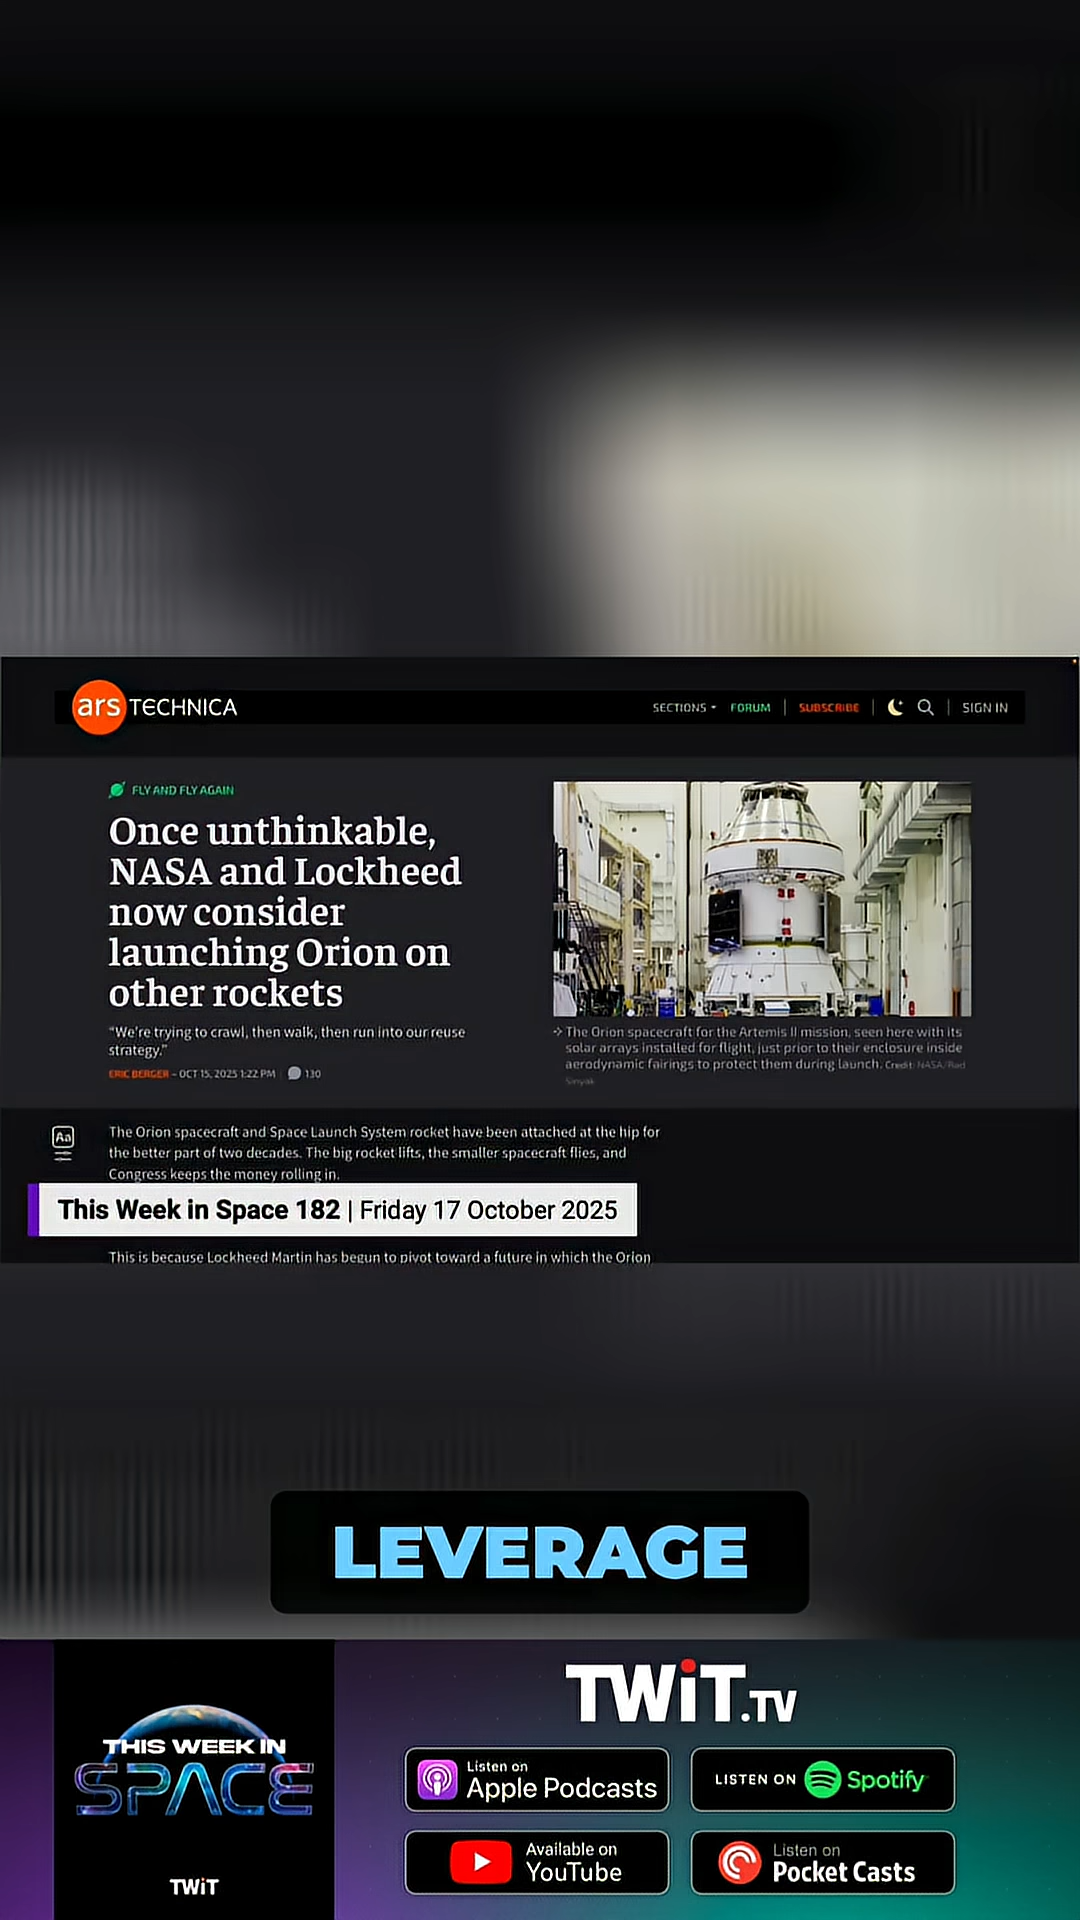 ars TECHNICA
SECTIONS FORUM SUBSCRIBE SIGN IN
FLY AND FLY AGAIN
Once unthinkable,
NASA and Lockheed
now consider
launching Orion on
other rockets
"We're trying to crawl, then walk, then run into our reuse
strategy."
ERIC BERGER – OCT 15, 2025 1:22 PM 130
The Orion spacecraft for the Artemis II mission, seen here with its
solar arrays installed for flight, just prior to their enclosure inside
aerodynamic fairings to protect them during launch. Credit: NASA/Rad
Sinyak
Aa
The Orion spacecraft and Space Launch System rocket have been attached at the hip for
the better part of two decades. The big rocket lifts, the smaller spacecraft flies, and
Congress keeps the money rolling in.
This Week in Space 182 | Friday 17 October 2025
This is because Lockheed Martin has begun to pivot toward a future in which the Orion
LEVERAGE
THIS WEEK IN
SPACE
TWiT
TWiT.TV
Listen on
Apple Podcasts
LISTEN ON Spotify
Available on
YouTube
Listen on
Pocket Casts